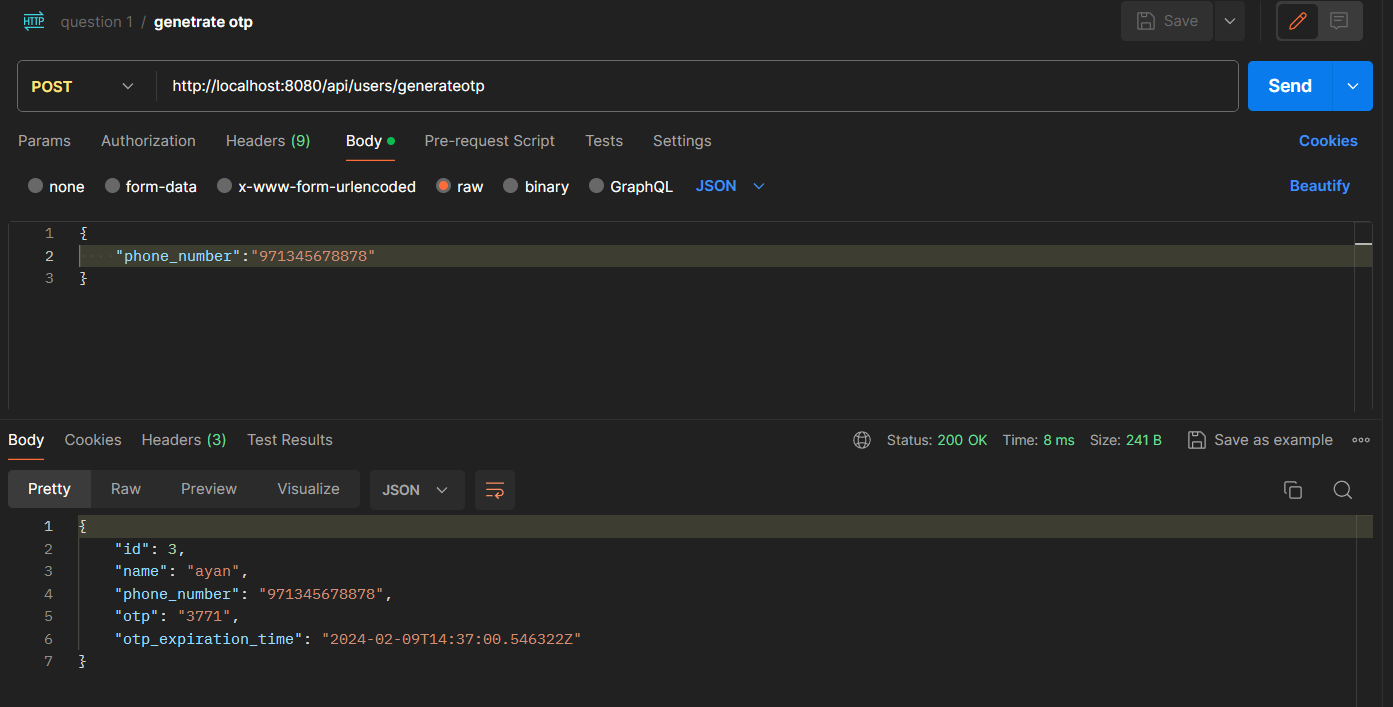 HTTP question 1 / genetrate otp Save
POST http://localhost:8080/api/users/generateotp Send
Params Authorization Headers (9) Body Pre-request Script Tests Settings Cookies
none form-data x-www-form-urlencoded raw binary GraphQL JSON Beautify
1 {
2 ····"phone_number":"971345678878"
3 }
Body Cookies Headers (3) Test Results Status: 200 OK Time: 8 ms Size: 241 B Save as example
Pretty Raw Preview Visualize JSON
1 {
2 "id": 3,
3 "name": "ayan",
4 "phone_number": "971345678878",
5 "otp": "3771",
6 "otp_expiration_time": "2024-02-09T14:37:00.546322Z"
7 }